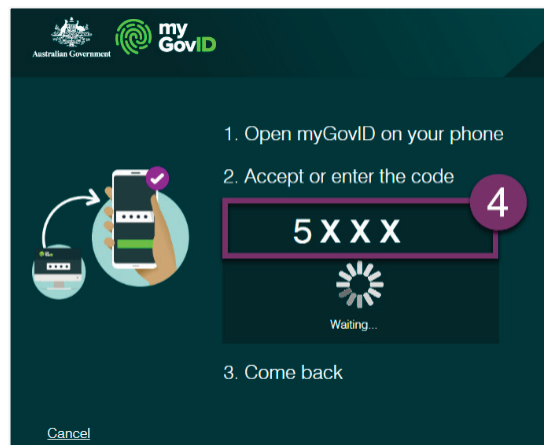 my
GovID
Australian Government
1. Open myGovID on your phone
2. Accept or enter the code
4
5 X X X
Waiting...
3. Come back
Cancel